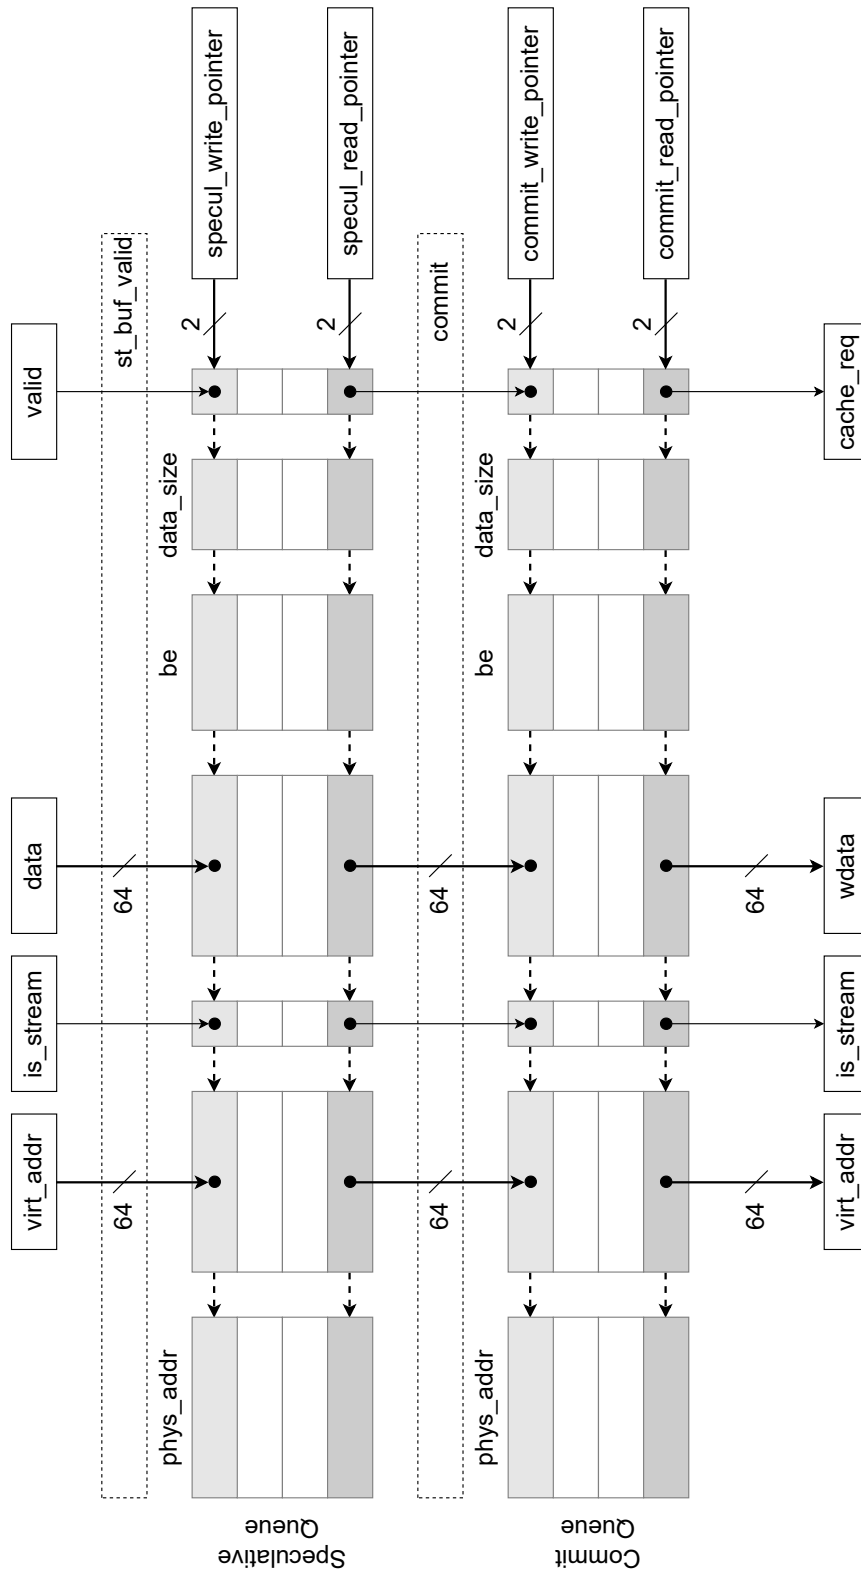 virt_addr
is_stream
data
valid
64
64
st_buf_valid
Speculative
Queue
phys_addr
be
data_size
2
specul_write_pointer
2
specul_read_pointer
64
64
commit
Commit
Queue
phys_addr
be
data_size
2
commit_write_pointer
2
commit_read_pointer
64
64
virt_addr
is_stream
wdata
cache_req